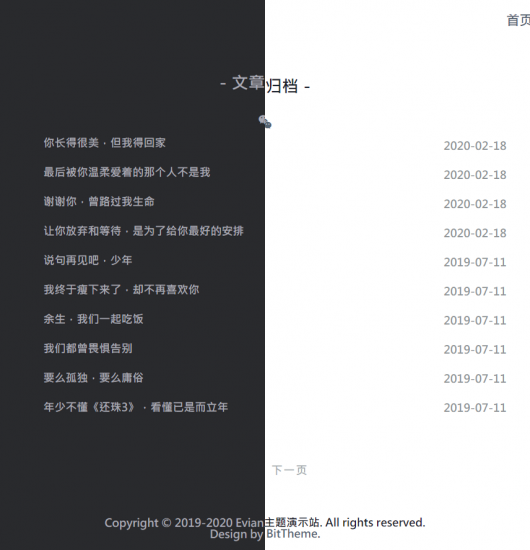 首页
- 文章归档 -
你长得很美，但我得回家 2020-02-18
最后被你温柔爱着的那个人不是我 2020-02-18
谢谢你，曾路过我生命 2020-02-18
让你放弃和等待，是为了给你最好的安排 2020-02-18
说句再见吧，少年 2019-07-11
我终于瘦下来了，却不再喜欢你 2019-07-11
余生，我们一起吃饭 2019-07-11
我们都曾畏惧告别 2019-07-11
要么孤独，要么庸俗 2019-07-11
年少不懂《还珠3》，看懂已是而立年 2019-07-11
下一页
Copyright © 2019-2020 Evian主题演示站. All rights reserved.
Design by BitTheme.